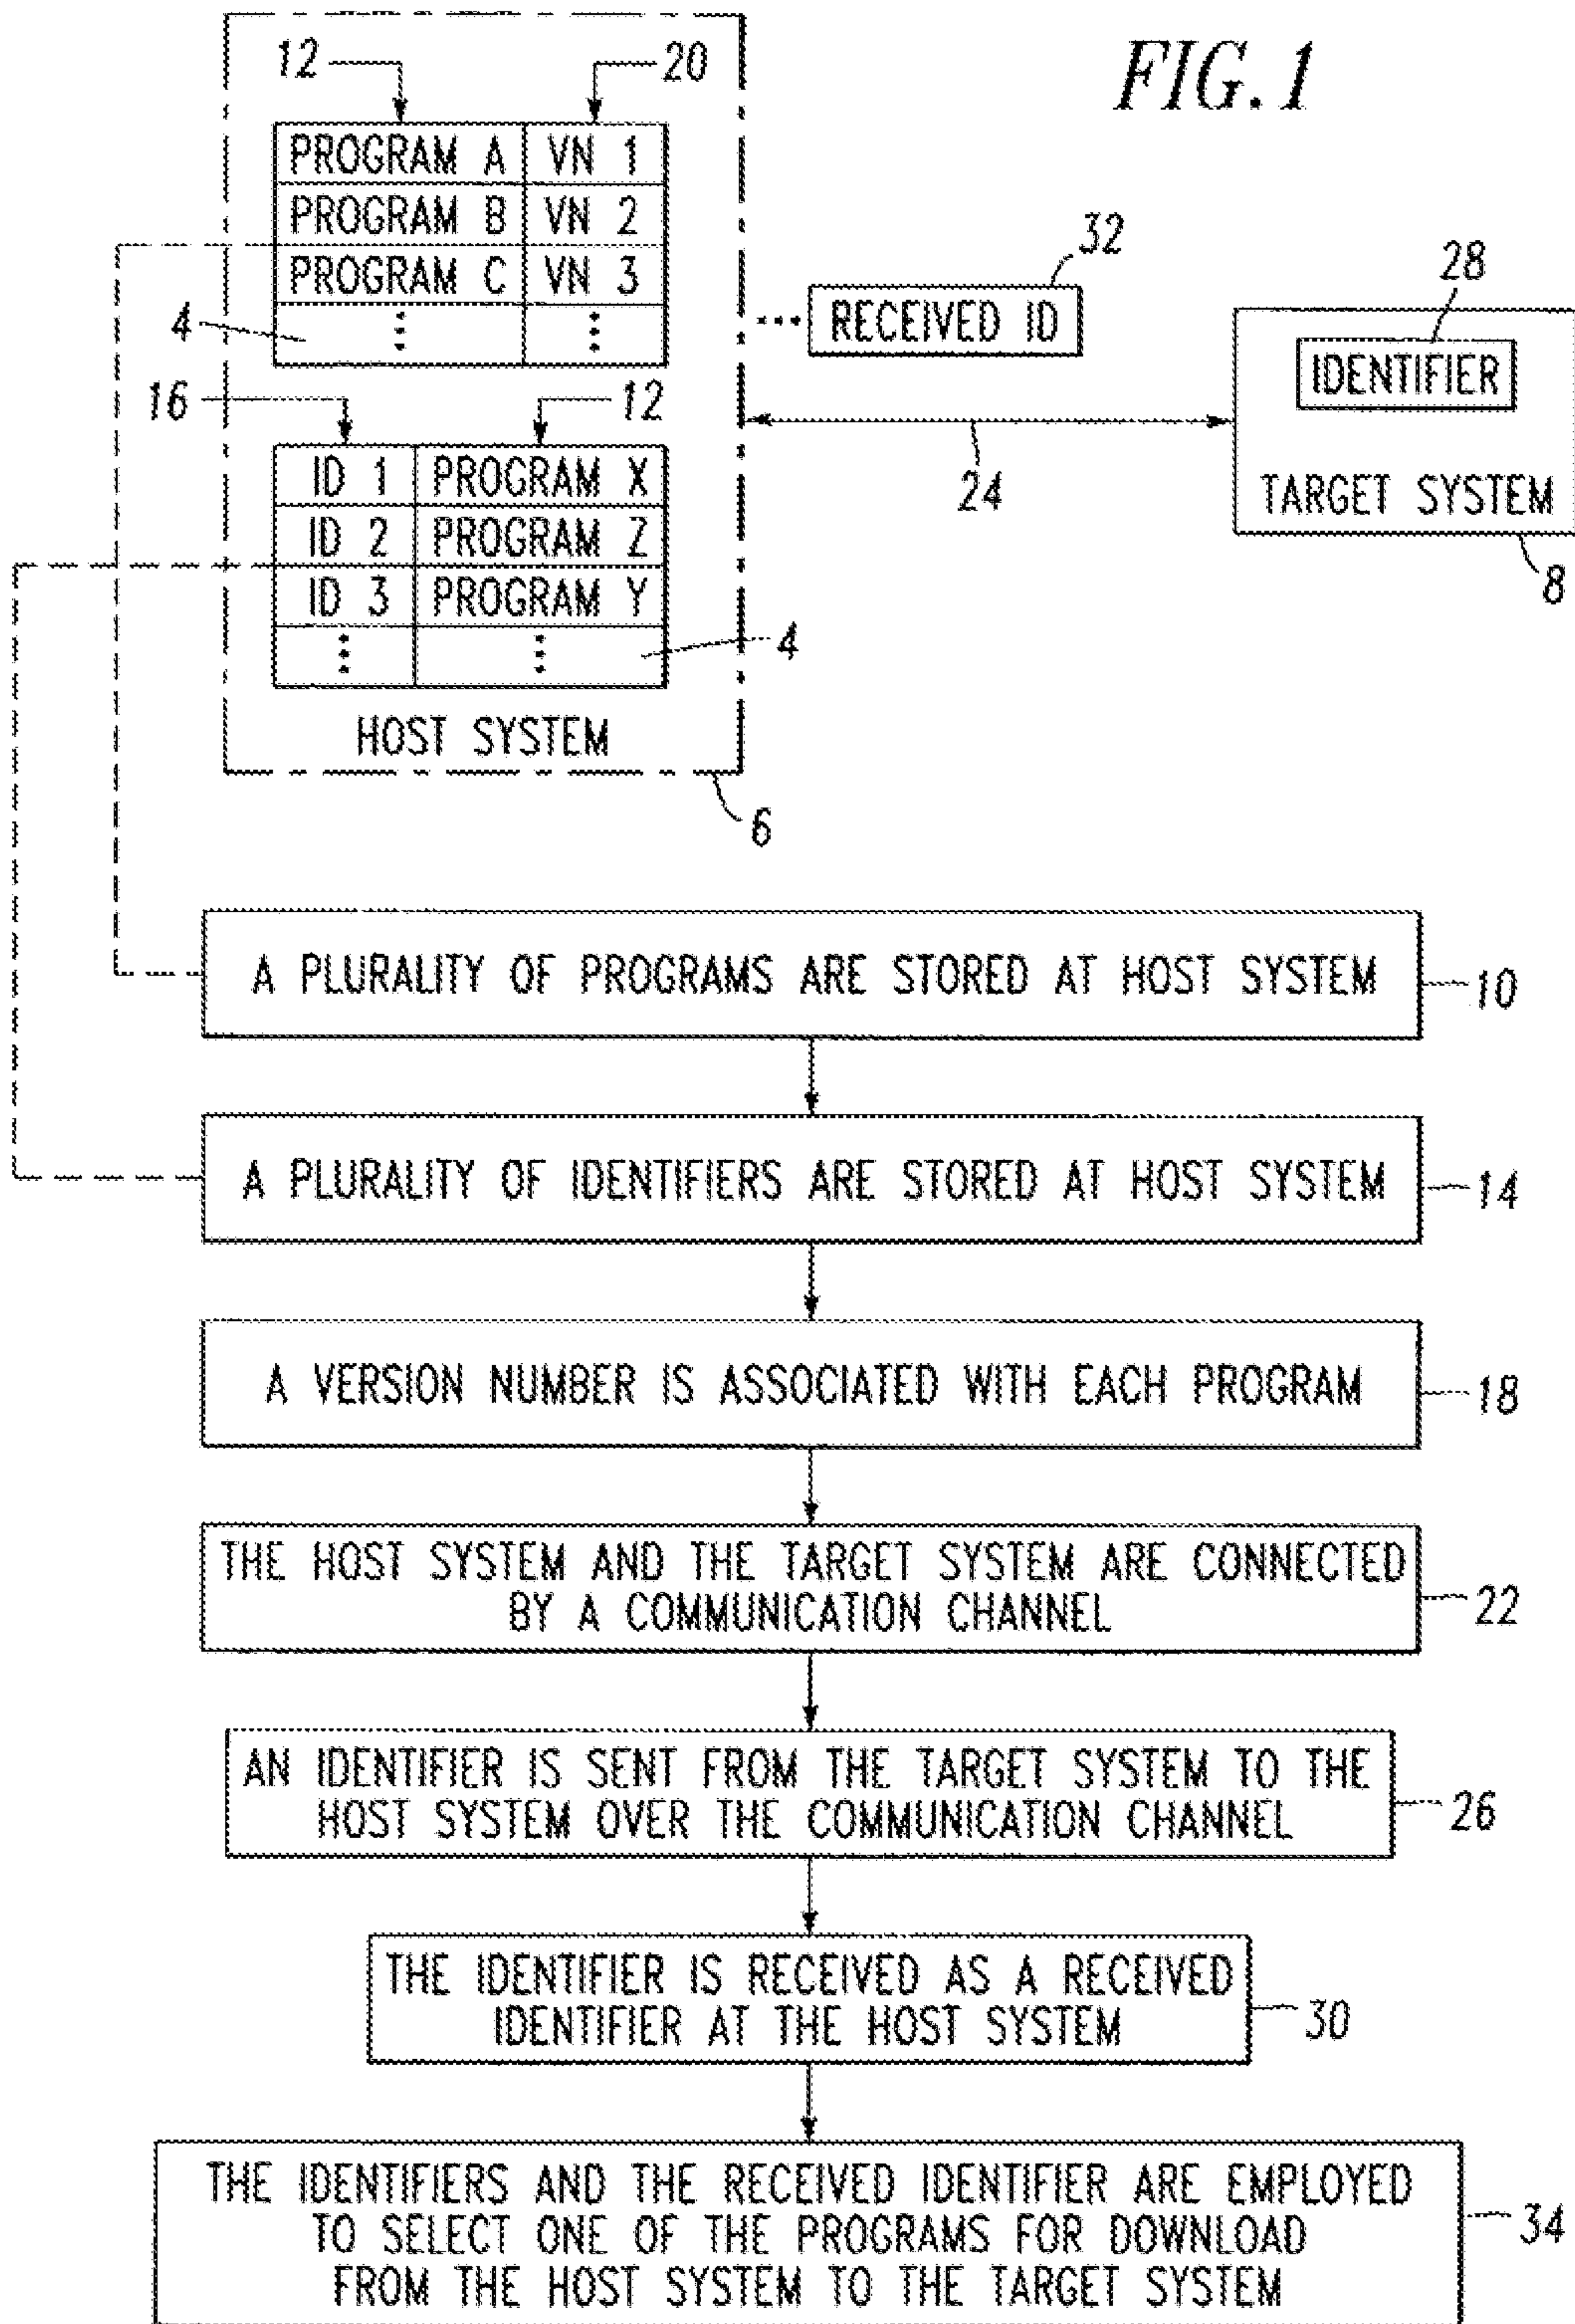 FIG. 1
12
20
PROGRAM A VN 1
PROGRAM B VN 2
PROGRAM C VN 3
4
32
RECEIVED ID
28
IDENTIFIER
16
12
24
TARGET SYSTEM
8
ID 1 PROGRAM X
ID 2 PROGRAM Z
ID 3 PROGRAM Y
4
HOST SYSTEM
6
A PLURALITY OF PROGRAMS ARE STORED AT HOST SYSTEM
10
A PLURALITY OF IDENTIFIERS ARE STORED AT HOST SYSTEM
14
A VERSION NUMBER IS ASSOCIATED WITH EACH PROGRAM
18
THE HOST SYSTEM AND THE TARGET SYSTEM ARE CONNECTED
BY A COMMUNICATION CHANNEL
22
AN IDENTIFIER IS SENT FROM THE TARGET SYSTEM TO THE
HOST SYSTEM OVER THE COMMUNICATION CHANNEL
26
THE IDENTIFIER IS RECEIVED AS A RECEIVED
IDENTIFIER AT THE HOST SYSTEM
30
THE IDENTIFIERS AND THE RECEIVED IDENTIFIER ARE EMPLOYED
TO SELECT ONE OF THE PROGRAMS FOR DOWNLOAD
FROM THE HOST SYSTEM TO THE TARGET SYSTEM
34